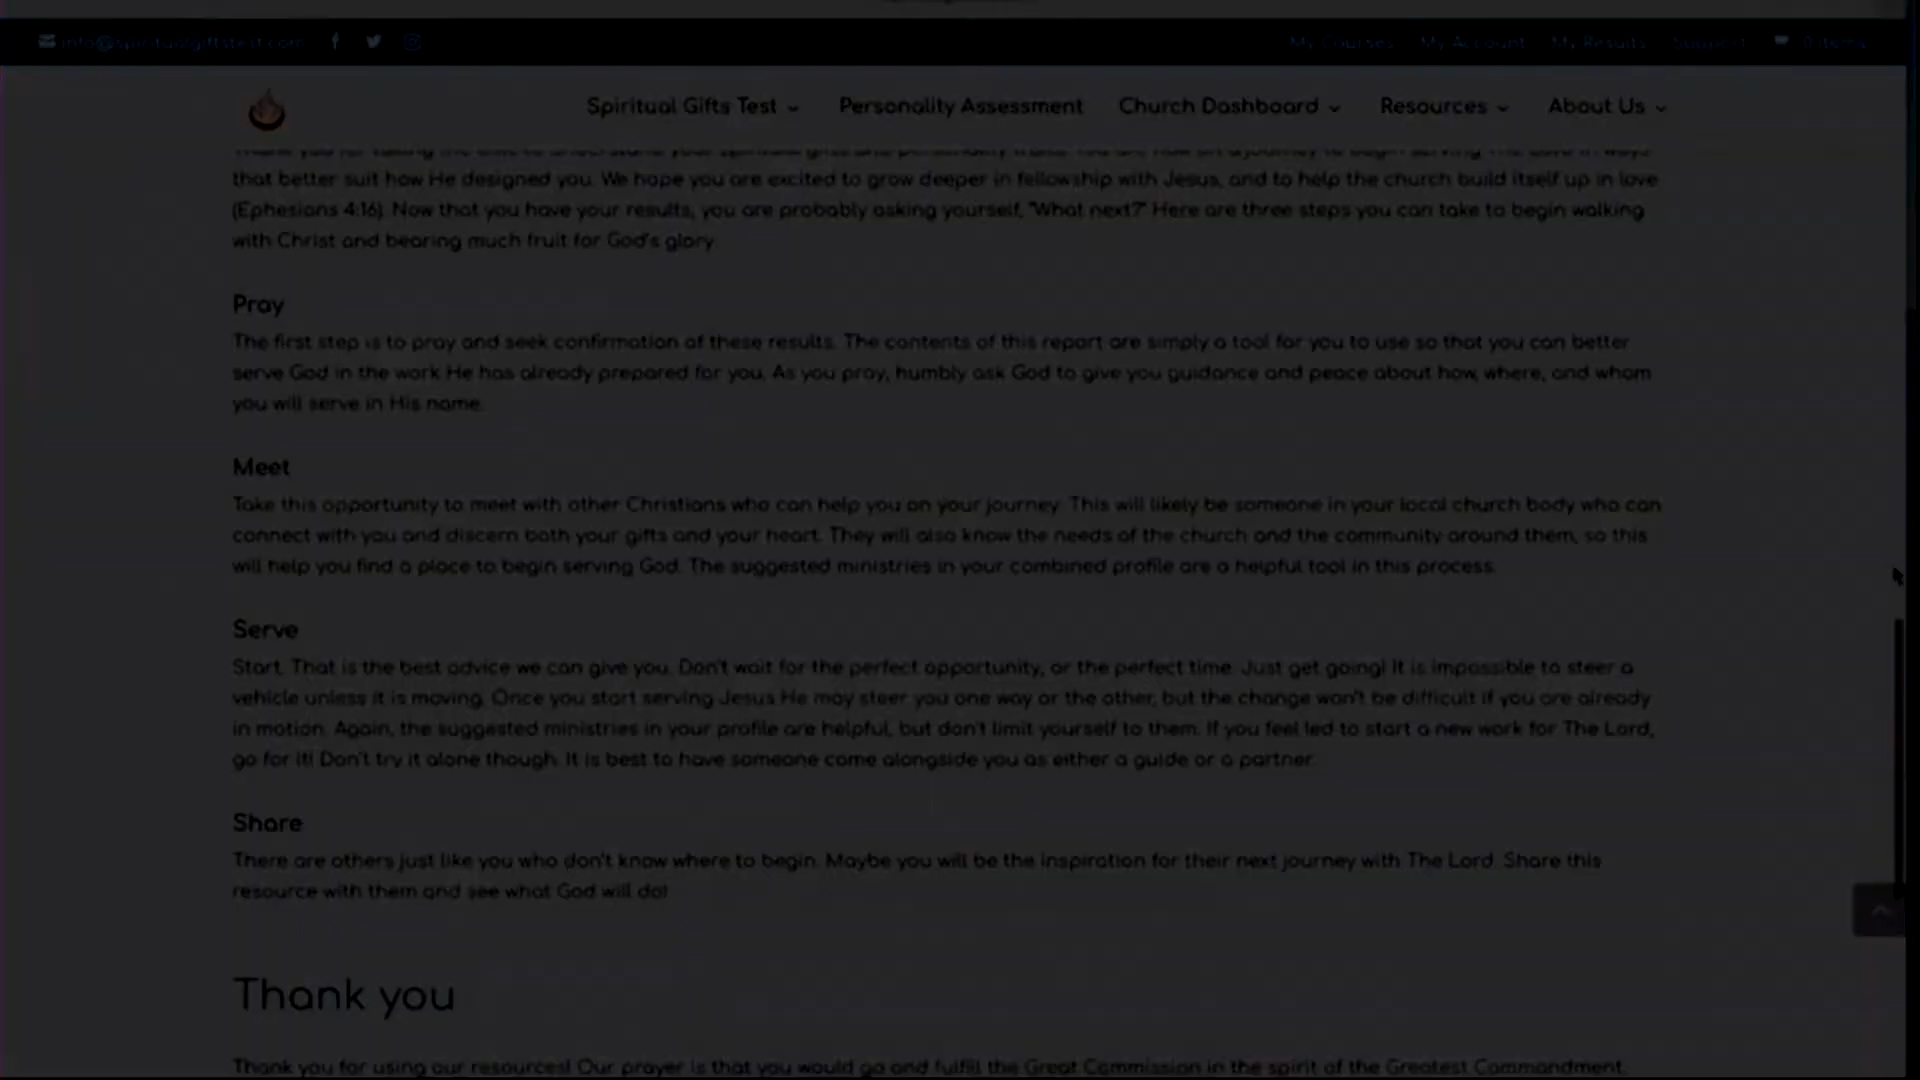 info@spiritualgiftstest.com My Courses My Account My Results Support 0 items
Spiritual Gifts Test Personality Assessment Church Dashboard Resources About Us
Thank you for taking the time to understand your spiritual gifts and personality traits. You are now on a journey to begin serving The Lord in ways
that better suit how He designed you. We hope you are excited to grow deeper in fellowship with Jesus, and to help the church build itself up in love
(Ephesians 4:16). Now that you have your results, you are probably asking yourself, "What next?" Here are three steps you can take to begin walking
with Christ and bearing much fruit for God's glory.
Pray
The first step is to pray and seek confirmation of these results. The contents of this report are simply a tool for you to use so that you can better
serve God in the work He has already prepared for you. As you pray, humbly ask God to give you guidance and peace about how, where, and whom
you will serve in His name.
Meet
Take this opportunity to meet with other Christians who can help you on your journey. This will likely be someone in your local church body who can
connect with you and discern both your gifts and your heart. They will also know the needs of the church and the community around them, so this
will help you find a place to begin serving God. The suggested ministries in your combined profile are a helpful tool in this process.
Serve
Start. That is the best advice we can give you. Don't wait for the perfect opportunity, or the perfect time. Just get going! It is impossible to steer a
vehicle unless it is moving. Once you start serving Jesus He may steer you one way or the other, but the change won't be difficult if you are already
in motion. Again, the suggested ministries in your profile are helpful, but don't limit yourself to them. If you feel led to start a new work for The Lord,
go for it! Don't try it alone though. It is best to have someone come alongside you as either a guide or a partner.
Share
There are others just like you who don't know where to begin. Maybe you will be the inspiration for their next journey with The Lord. Share this
resource with them and see what God will do!
Thank you
Thank you for using our resources! Our prayer is that you would go and fulfill the Great Commission in the spirit of the Greatest Commandment.